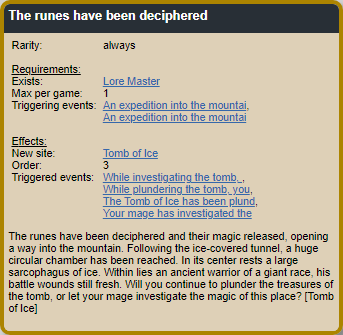 The runes have been deciphered
Rarity: always
Requirements:
Exists: Lore Master
Max per game: 1
Triggering events: An expedition into the mountai,
An expedition into the mountai
Effects:
New site: Tomb of Ice
Order: 3
Triggered events: While investigating the tomb, ,
While plundering the tomb, you,
The Tomb of Ice has been plund,
Your mage has investigated the
The runes have been deciphered and their magic released, opening
a way into the mountain. Following the ice-covered tunnel, a huge
circular chamber has been reached. In its center rests a large
sarcophagus of ice. Within lies an ancient warrior of a giant race, his
battle wounds still fresh. Will you continue to plunder the treasures of
the tomb, or let your mage investigate the magic of this place? [Tomb
of Ice]